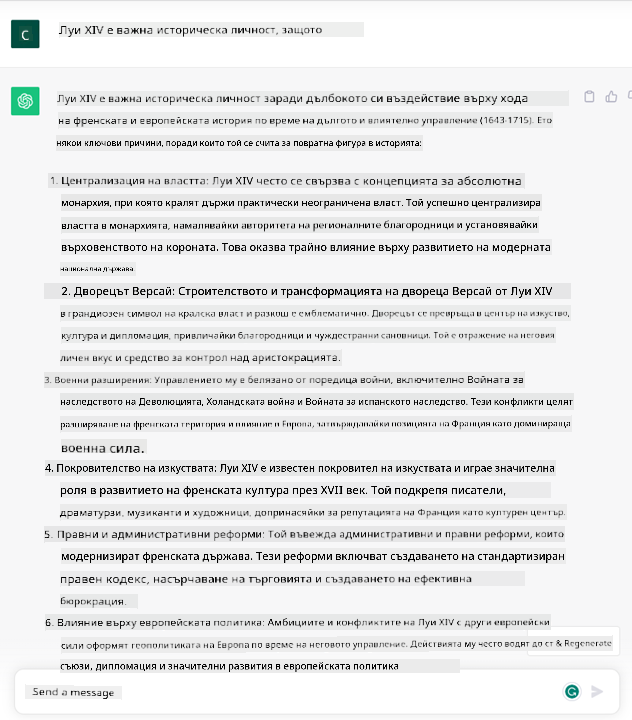 C
Луи XIV е важна историческа личност, защото
Луи XIV е важна историческа личност заради дълбокото си въздействие върху хода
на френската и европейската история по време на дългото и влиятелно управление (1643-1715). Ето
някои ключови причини, поради които той се счита за повратна фигура в историята:
1. Централизация на властта: Луи XIV често се свързва с концепцията за абсолютна
монархия, при която кралят държи практически неограничена власт. Той успешно централизира
властта в монархията, намалявайки авторитета на регионалните благородници и установявайки
върховенството на короната. Това оказва трайно влияние върху развитието на модерната
национална държава.
2. Дворецът Версай: Строителството и трансформацията на двореца Версай от Луи XIV
в грандиозен символ на кралска власт и разкош е емблематично. Дворецът се превръща в център на изкуство,
култура и дипломация, привличайки благородници и чуждестранни сановници. Той е отражение на неговия
личен вкус и средство за контрол над аристокрацията.
3. Военни разширения: Управлението му е белязано от поредица войни, включително Войната за
наследството на Деволюцията, Холандската война и Войната за испанското наследство. Тези конфликти целят
разширяване на френската територия и влияние в Европа, затвърждавайки позицията на Франция като доминираща
военна сила.
4. Покровителство на изкуствата: Луи XIV е известен покровител на изкуствата и играе значителна
роля в развитието на френската култура през XVII век. Той подкрепя писатели,
драматурзи, музиканти и художници, допринасяйки за репутацията на Франция като културен център.
5. Правни и административни реформи: Той въвежда административни и правни реформи, които
модернизират френската държава. Тези реформи включват създаването на стандартизиран
правен кодекс, насърчаване на търговията и създаването на ефективна
бюрокрация.
6. Влияние върху европейската политика: Амбициите и конфликтите на Луи XIV с други европейски
сили оформят геополитиката на Европа по време на неговото управление. Действията му често водят до ст & Regenerate
съюзи, дипломация и значителни развития в европейската политика
Send a message